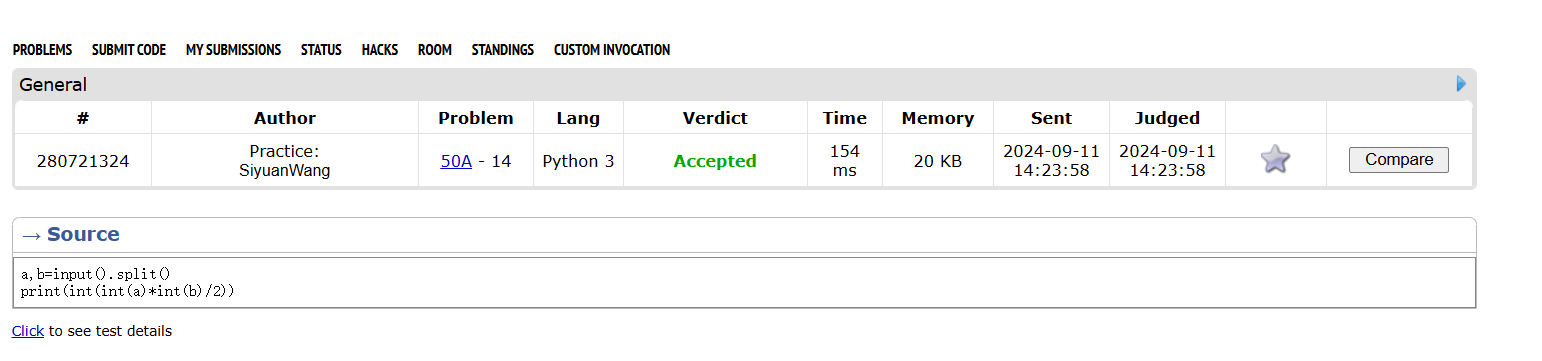 PROBLEMS SUBMIT CODE MY SUBMISSIONS STATUS HACKS ROOM STANDINGS CUSTOM INVOCATION
General
# Author Problem Lang Verdict Time Memory Sent Judged
280721324 Practice: SiyuanWang 50A - 14 Python 3 Accepted 154 ms 20 KB 2024-09-11 14:23:58 2024-09-11 14:23:58 Compare
→ Source
a,b=input().split()
print(int(int(a)*int(b)/2))
Click to see test details